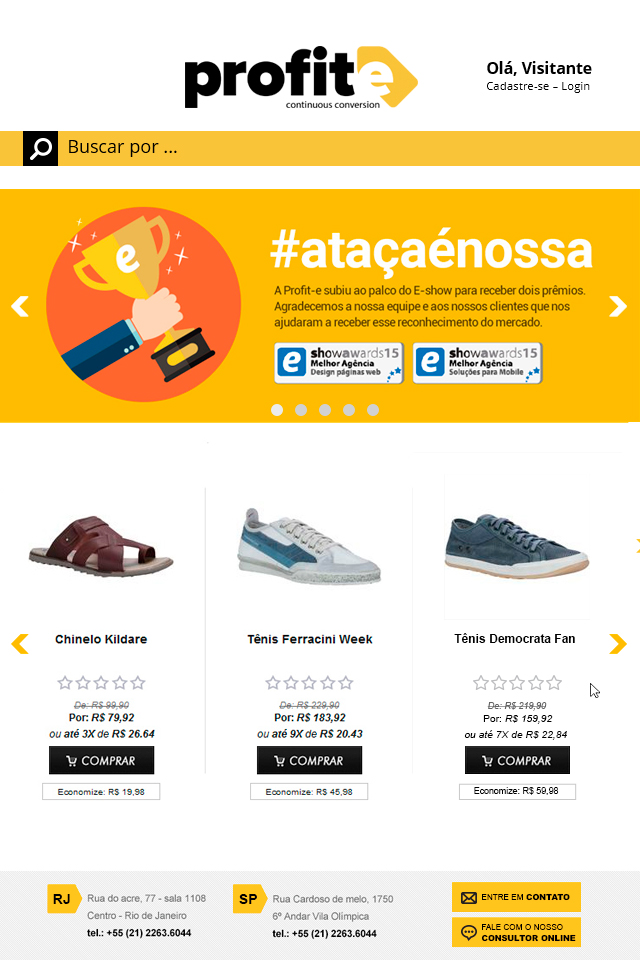 profite
continuous conversion
Olá, Visitante
Cadastre-se – Login
Buscar por ...
e
#ataçaénossa
A Profit-e subiu ao palco do E-show para receber dois prêmios.
Agradecemos a nossa equipe e aos nossos clientes que nos
ajudaram a receber esse reconhecimento do mercado.
e showawards15 Melhor Agência Design páginas web
e showawards15 Melhor Agência Soluções para Mobile
Chinelo Kildare
De: R$ 99,90
Por: R$ 79,92
ou até 3X de R$ 26.64
COMPRAR
Economize: R$ 19,98
Tênis Ferracini Week
De: R$ 229,90
Por: R$ 183,92
ou até 9X de R$ 20.43
COMPRAR
Economize: R$ 45,98
Tênis Democrata Fan
De: R$ 219,90
Por: R$ 159,92
ou até 7X de R$ 22,84
COMPRAR
Economize: R$ 59,98
RJ
Rua do acre, 77 - sala 1108
Centro - Rio de Janeiro
tel.: +55 (21) 2263.6044
SP
Rua Cardoso de melo, 1750
6º Andar Vila Olímpica
tel.: +55 (21) 2263.6044
ENTRE EM CONTATO
FALE COM O NOSSO
CONSULTOR ONLINE